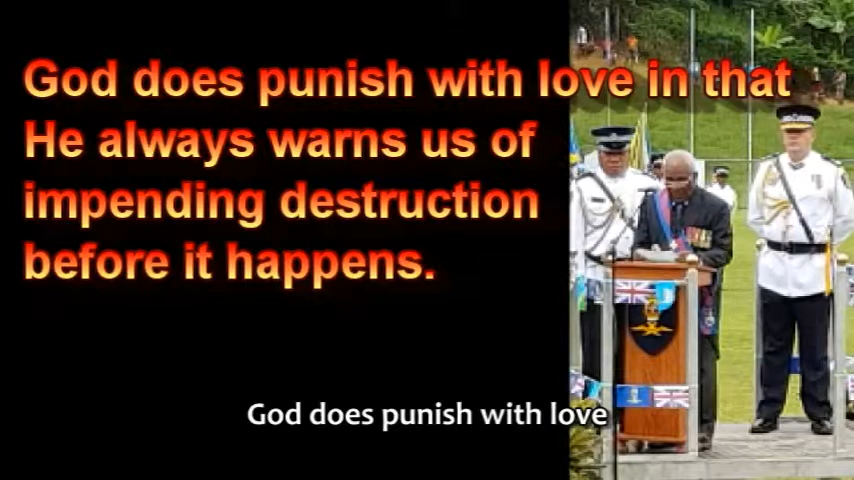 God does punish with love in that
He always warns us of
impending destruction
before it happens.
God does punish with love